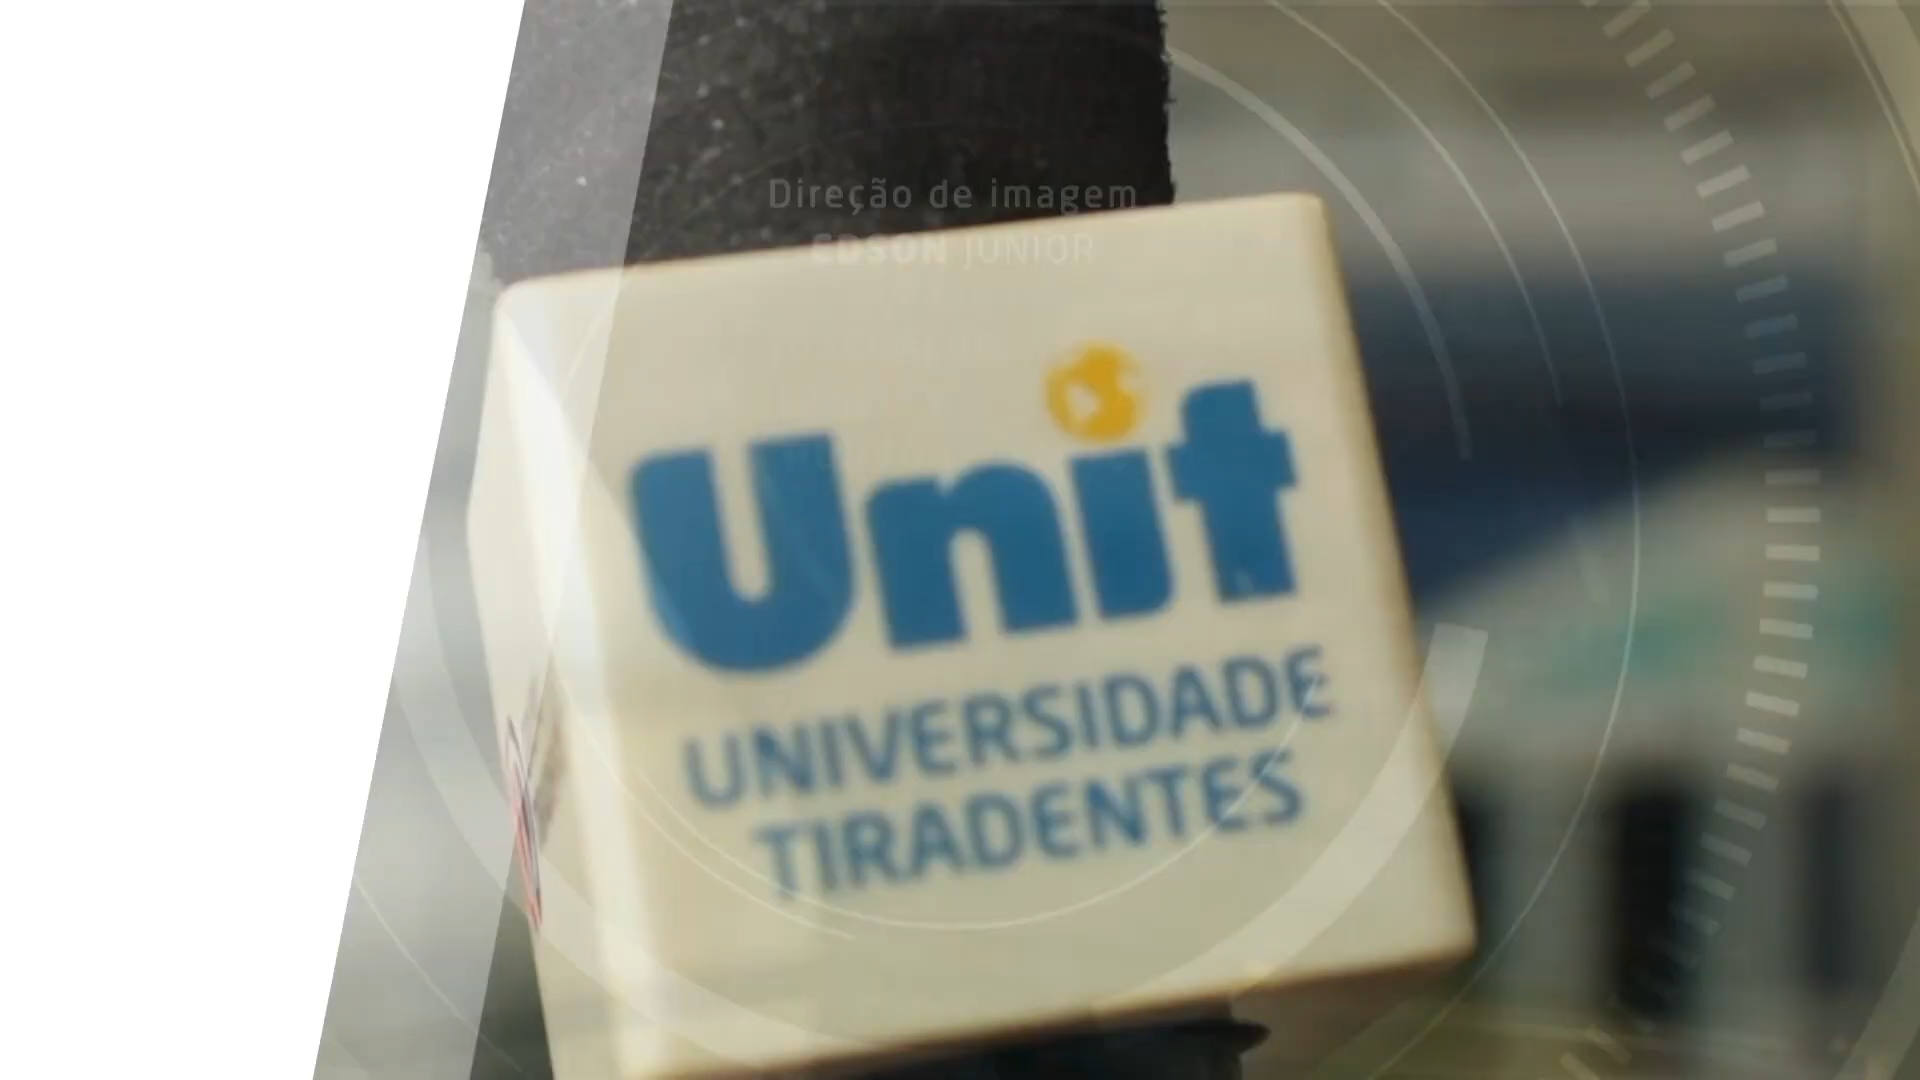 Direção de imagem
EDSON JUNIOR
Unit
UNIVERSIDADE
TIRADENTES